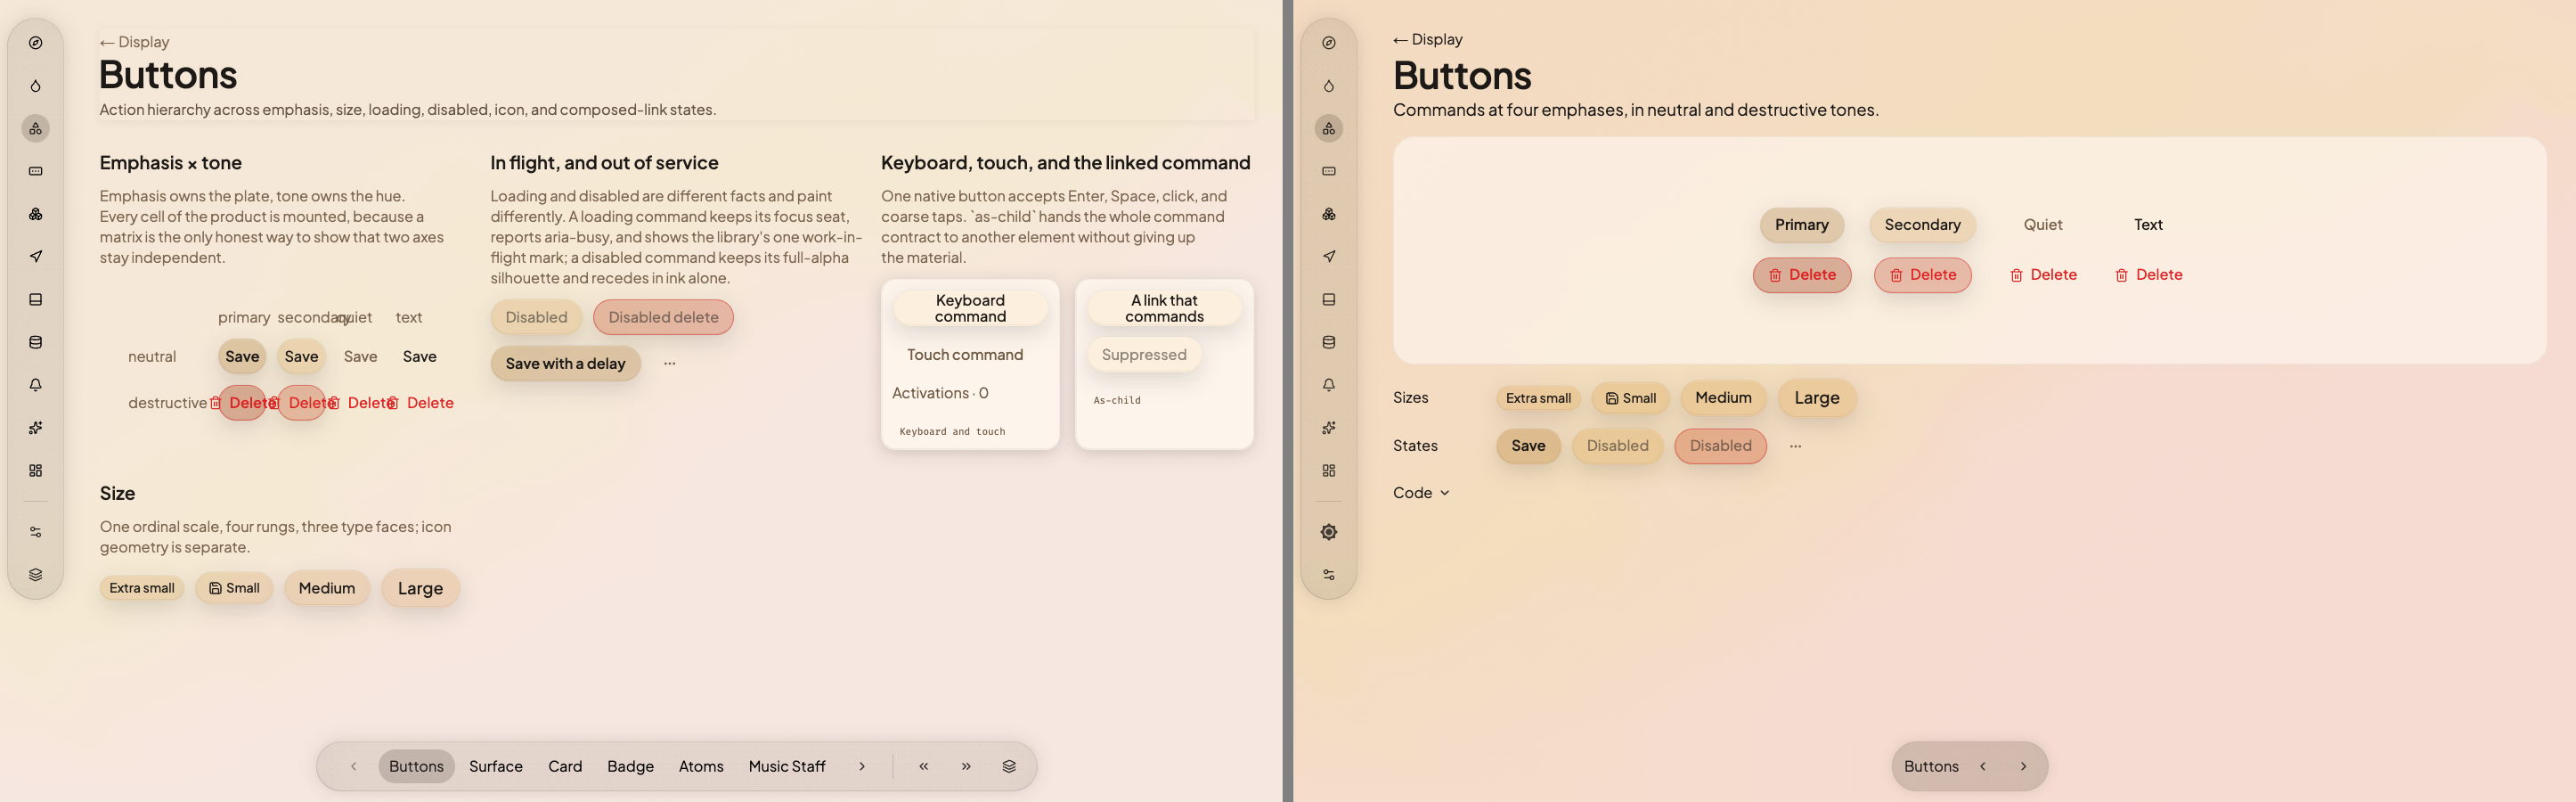 ← Display
Buttons
Action hierarchy across emphasis, size, loading, disabled, icon, and composed-link states.
Emphasis × tone
Emphasis owns the plate, tone owns the hue.
Every cell of the product is mounted, because a
matrix is the only honest way to show that two axes
stay independent.
primary secondary quiet text
neutral Save Save Save Save
destructive Delete Delete Delete Delete
Size
One ordinal scale, four rungs, three type faces; icon
geometry is separate.
Extra small Small Medium Large
In flight, and out of service
Loading and disabled are different facts and paint
differently. A loading command keeps its focus seat,
reports aria-busy, and shows the library's one work-in-
flight mark; a disabled command keeps its full-alpha
silhouette and recedes in ink alone.
Disabled Disabled delete
Save with a delay ...
Keyboard, touch, and the linked command
One native button accepts Enter, Space, click, and
coarse taps. `as-child` hands the whole command
contract to another element without giving up
the material.
Keyboard
command
Touch command
Activations · 0
Keyboard and touch
A link that
commands
Suppressed
As-child
Buttons Surface Card Badge Atoms Music Staff
← Display
Buttons
Commands at four emphases, in neutral and destructive tones.
Primary Secondary Quiet Text
Delete Delete Delete Delete
Sizes Extra small Small Medium Large
States Save Disabled Disabled ...
Code
Buttons